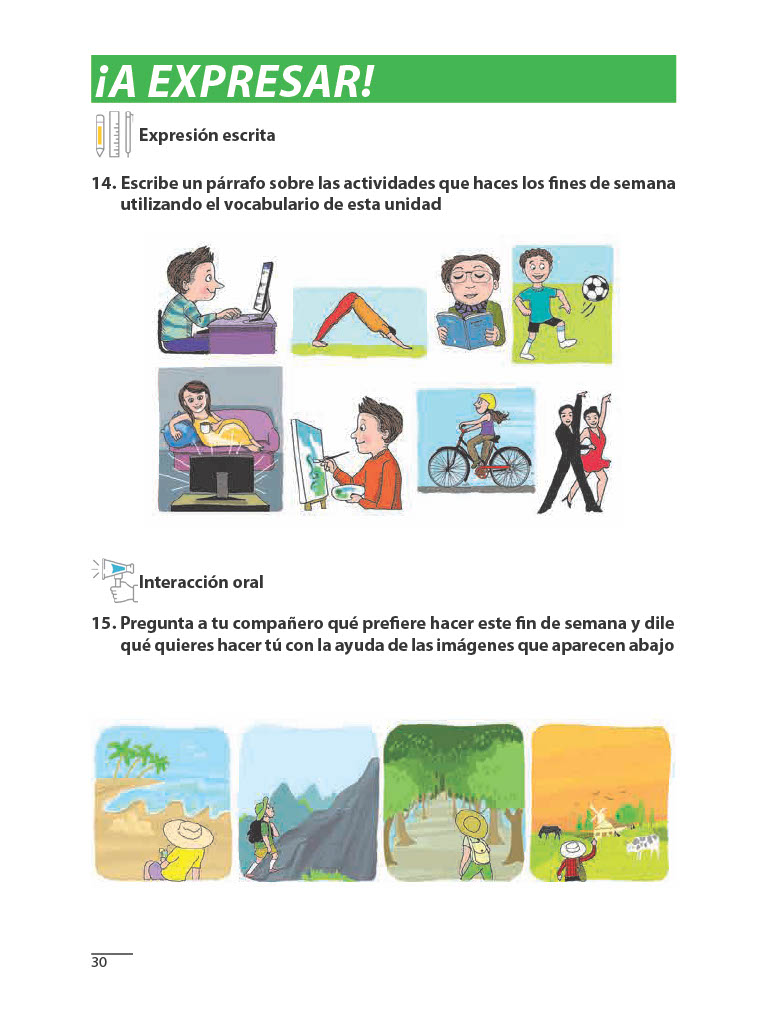 ¡A EXPRESAR!
Expresión escrita
14. Escribe un párrafo sobre las actividades que haces los fines de semana
utilizando el vocabulario de esta unidad
Interacción oral
15. Pregunta a tu compañero qué prefiere hacer este fin de semana y dile
qué quieres hacer tú con la ayuda de las imágenes que aparecen abajo
30